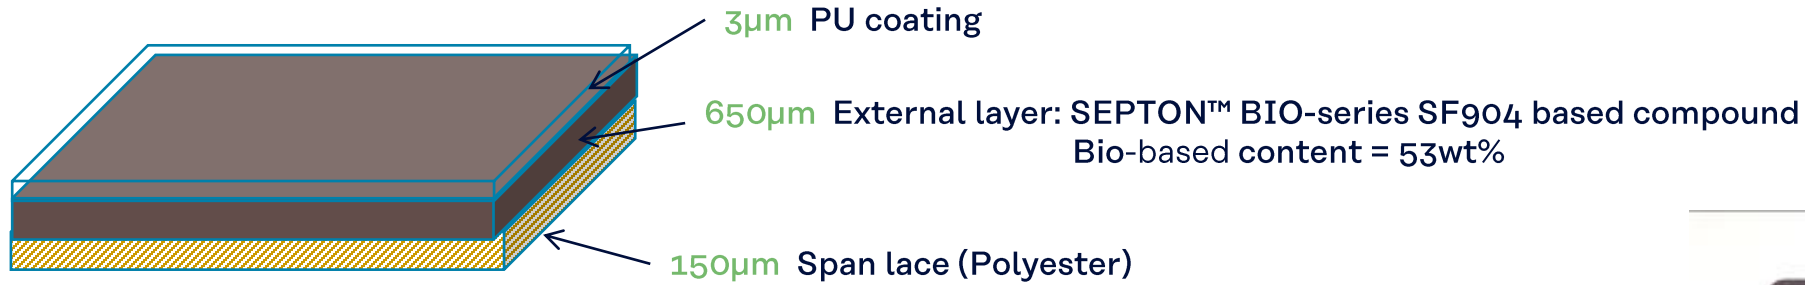 3µm PU coating
650µm External layer: SEPTON™ BIO-series SF904 based compound
Bio-based content = 53wt%
150µm Span lace (Polyester)